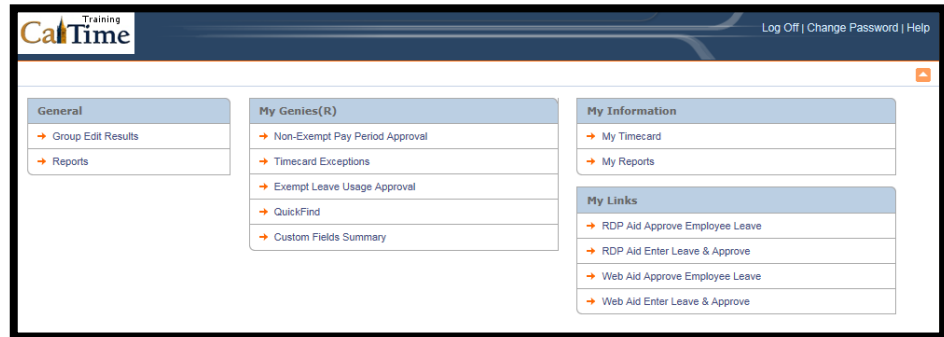 Training
CalTime
Log Off | Change Password | Help
General
Group Edit Results
Reports
My Genies(R)
Non-Exempt Pay Period Approval
Timecard Exceptions
Exempt Leave Usage Approval
QuickFind
Custom Fields Summary
My Information
My Timecard
My Reports
My Links
RDP Aid Approve Employee Leave
RDP Aid Enter Leave & Approve
Web Aid Approve Employee Leave
Web Aid Enter Leave & Approve